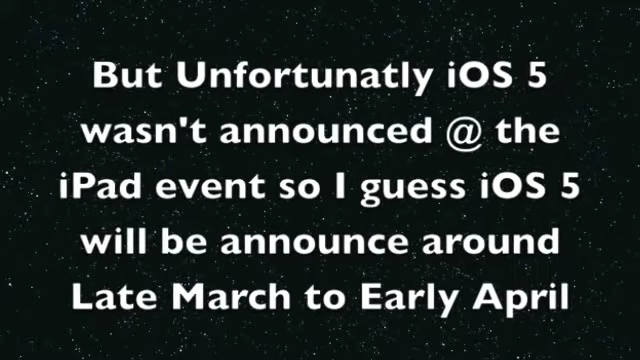 But Unfortunatly iOS 5
wasn't announced @ the
iPad event so I guess iOS 5
will be announce around
Late March to Early April